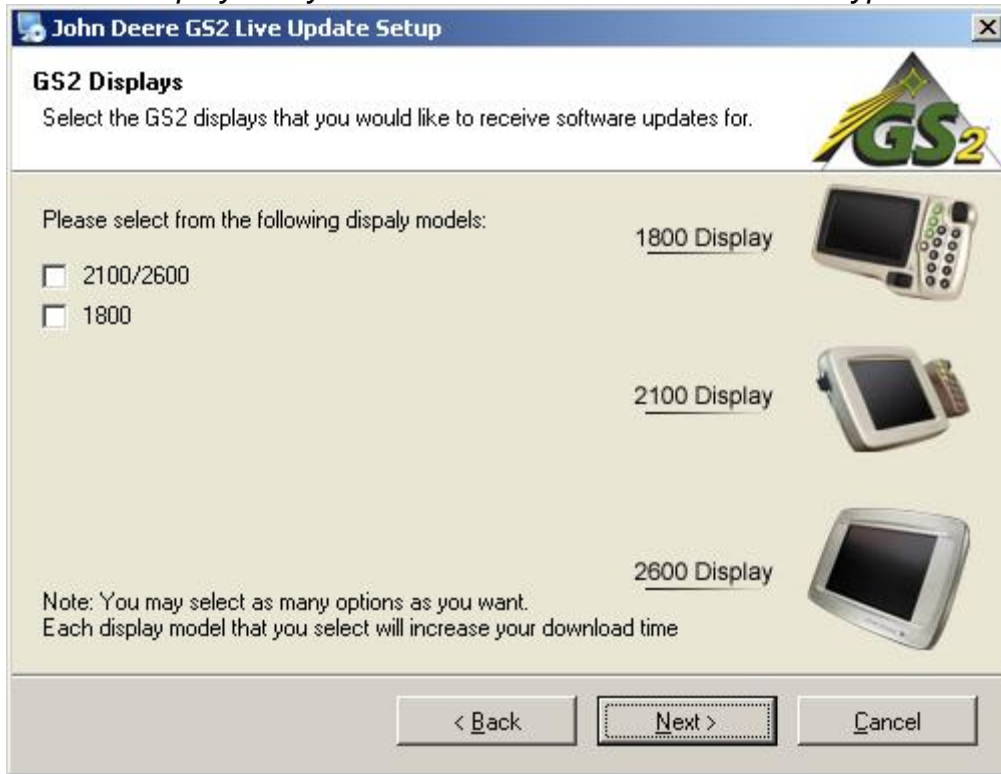 John Deere GS2 Live Update Setup
GS2 Displays
Select the GS2 displays that you would like to receive software updates for.
GS2
Please select from the following dispaly models:
2100/2600
1800
1800 Display
2100 Display
2600 Display
Note: You may select as many options as you want.
Each display model that you select will increase your download time
< Back
Next >
Cancel